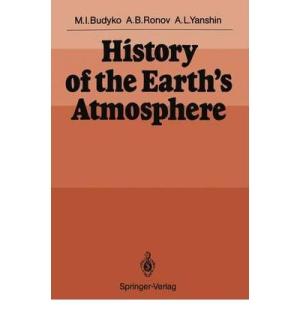 M.I.Budyko A.B.Ronov A.L.Yanshin
History
of the Earth's
Atmosphere
Springer-Verlag